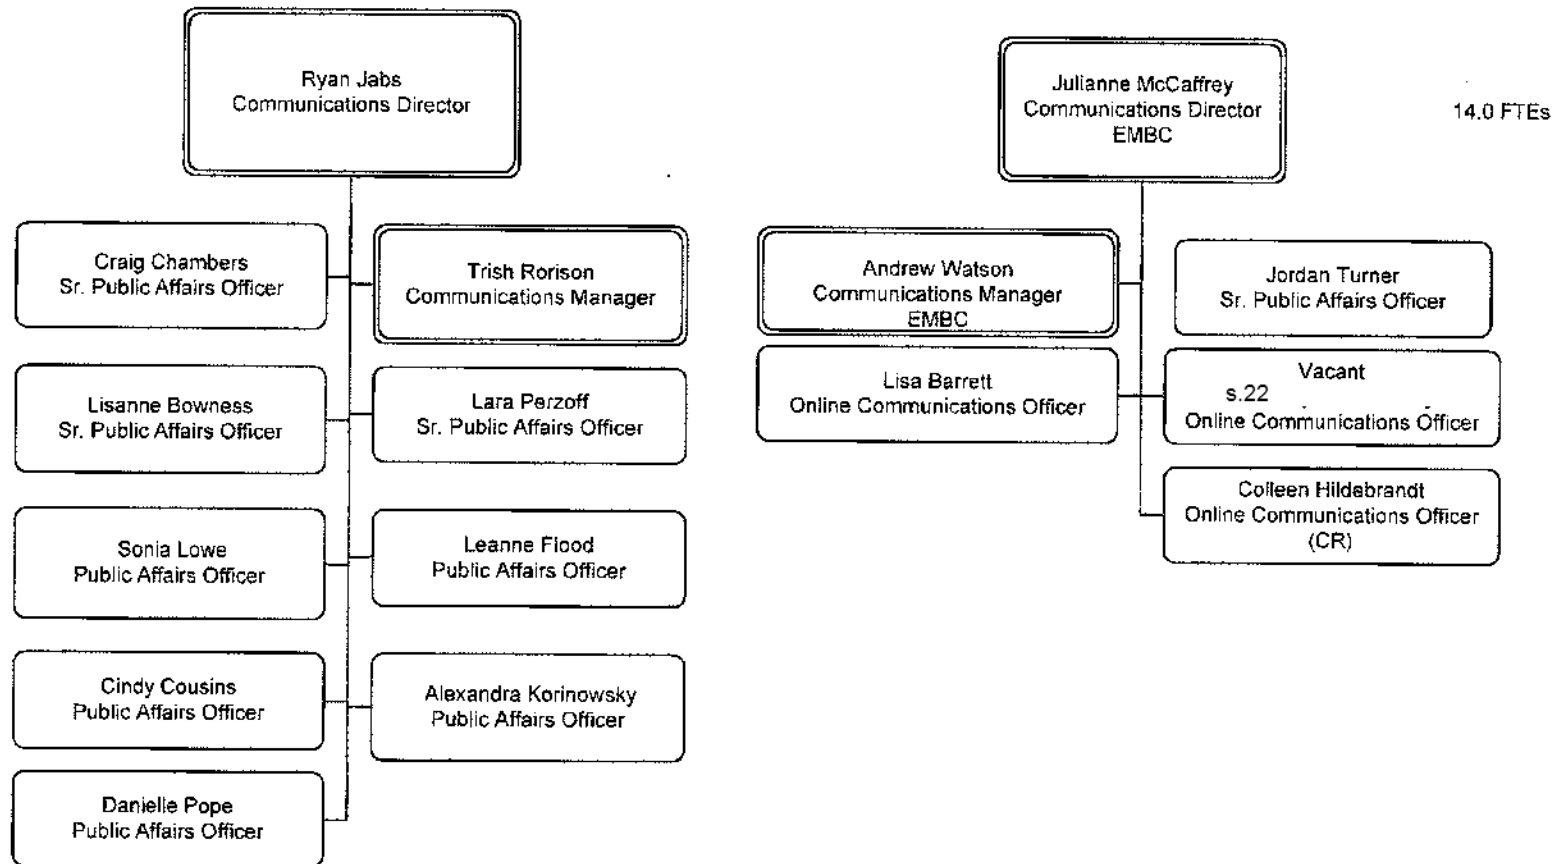 Ryan Jabs
Communications Director
Julianne McCaffrey
Communications Director
EMBC
14.0 FTEs
Craig Chambers
Sr. Public Affairs Officer
Trish Rorison
Communications Manager
Andrew Watson
Communications Manager
EMBC
Jordan Turner
Sr. Public Affairs Officer
Lisanne Bowness
Sr. Public Affairs Officer
Lara Perzoff
Sr. Public Affairs Officer
Lisa Barrett
Online Communications Officer
Vacant
s.22
Online Communications Officer
Colleen Hildebrandt
Online Communications Officer
(CR)
Sonia Lowe
Public Affairs Officer
Leanne Flood
Public Affairs Officer
Cindy Cousins
Public Affairs Officer
Alexandra Korinowsky
Public Affairs Officer
Danielle Pope
Public Affairs Officer